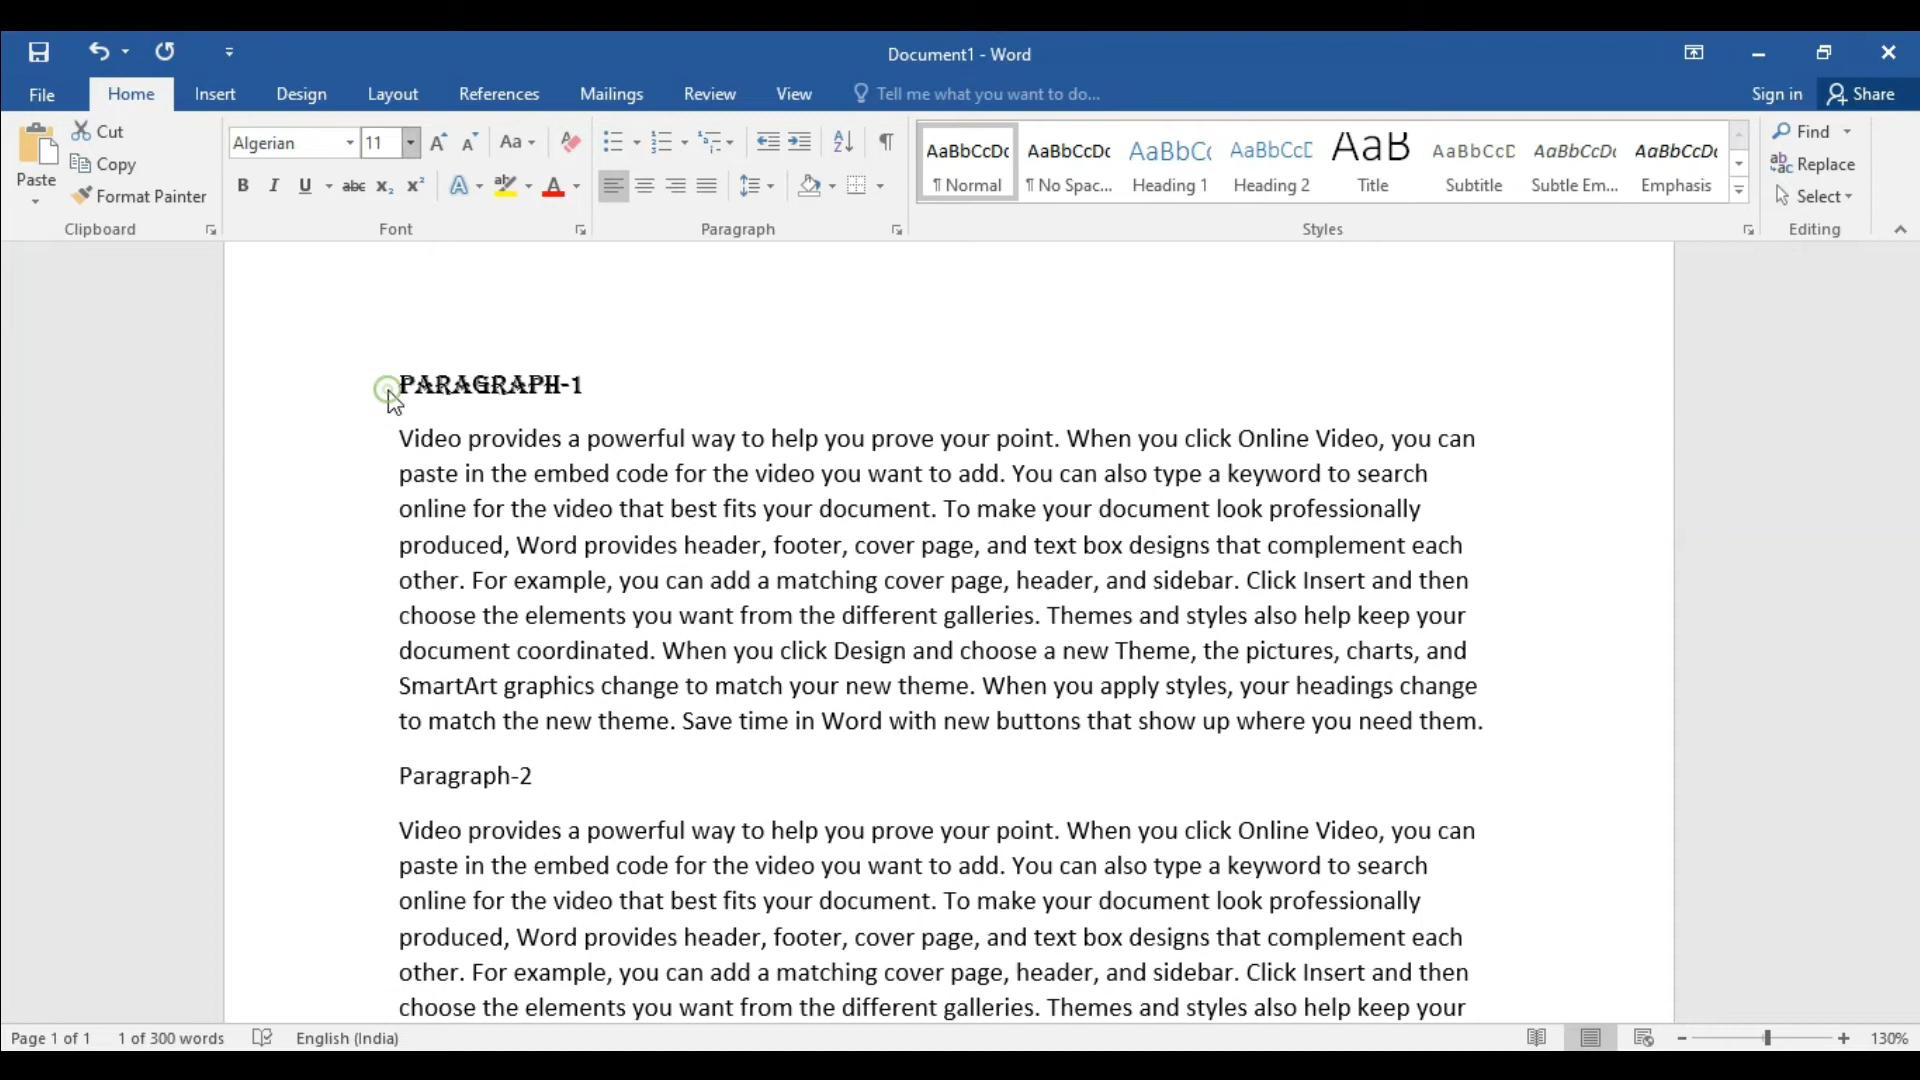 Document1 - Word
File Home Insert Design Layout References Mailings Review View Tell me what you want to do... Sign in Share
Paste
Cut
Copy
Format Painter
Clipboard
Algerian 11
Aa
B I U abc X₂ X² A ab A
Font
A Z ¶
Paragraph
AaBbCcDc AaBbCcDc AaBbCc AaBbCcD AaB AaBbCcD AaBbCcDc AaBbCcDc
¶ Normal ¶ No Spac... Heading 1 Heading 2 Title Subtitle Subtle Em... Emphasis
Styles
Find
Replace
Select
Editing
PARAGRAPH-1
Video provides a powerful way to help you prove your point. When you click Online Video, you can
paste in the embed code for the video you want to add. You can also type a keyword to search
online for the video that best fits your document. To make your document look professionally
produced, Word provides header, footer, cover page, and text box designs that complement each
other. For example, you can add a matching cover page, header, and sidebar. Click Insert and then
choose the elements you want from the different galleries. Themes and styles also help keep your
document coordinated. When you click Design and choose a new Theme, the pictures, charts, and
SmartArt graphics change to match your new theme. When you apply styles, your headings change
to match the new theme. Save time in Word with new buttons that show up where you need them.
Paragraph-2
Video provides a powerful way to help you prove your point. When you click Online Video, you can
paste in the embed code for the video you want to add. You can also type a keyword to search
online for the video that best fits your document. To make your document look professionally
produced, Word provides header, footer, cover page, and text box designs that complement each
other. For example, you can add a matching cover page, header, and sidebar. Click Insert and then
choose the elements you want from the different galleries. Themes and styles also help keep your
Page 1 of 1 1 of 300 words English (India) 130%